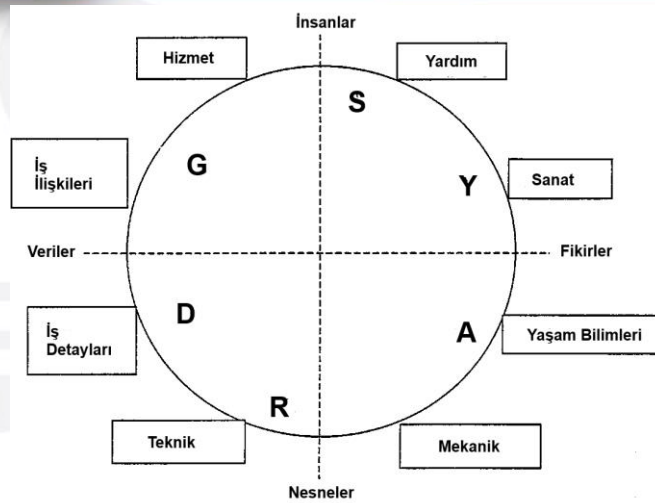 İnsanlar
Hizmet
Yardım
S
G
İş
İlişkileri
Y
Sanat
Veriler
Fikirler
D
İş
Detayları
A
Yaşam Bilimleri
R
Teknik
Mekanik
Nesneler